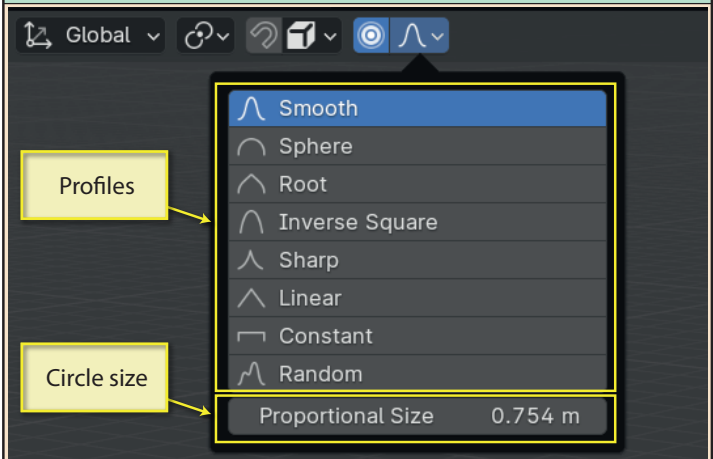 Global
Profiles
Smooth
Sphere
Root
Inverse Square
Sharp
Linear
Constant
Random
Circle size
Proportional Size 0.754 m